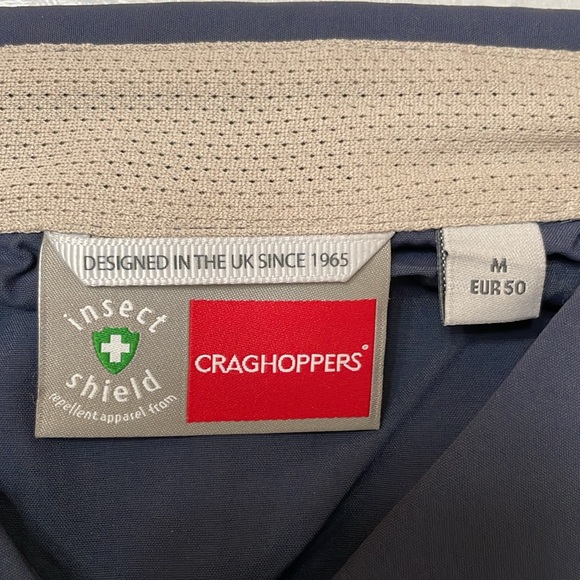 DESIGNED IN THE UK SINCE 1965
insect
shield
repellent apparel from
CRAGHOPPERS®
M
EUR 50